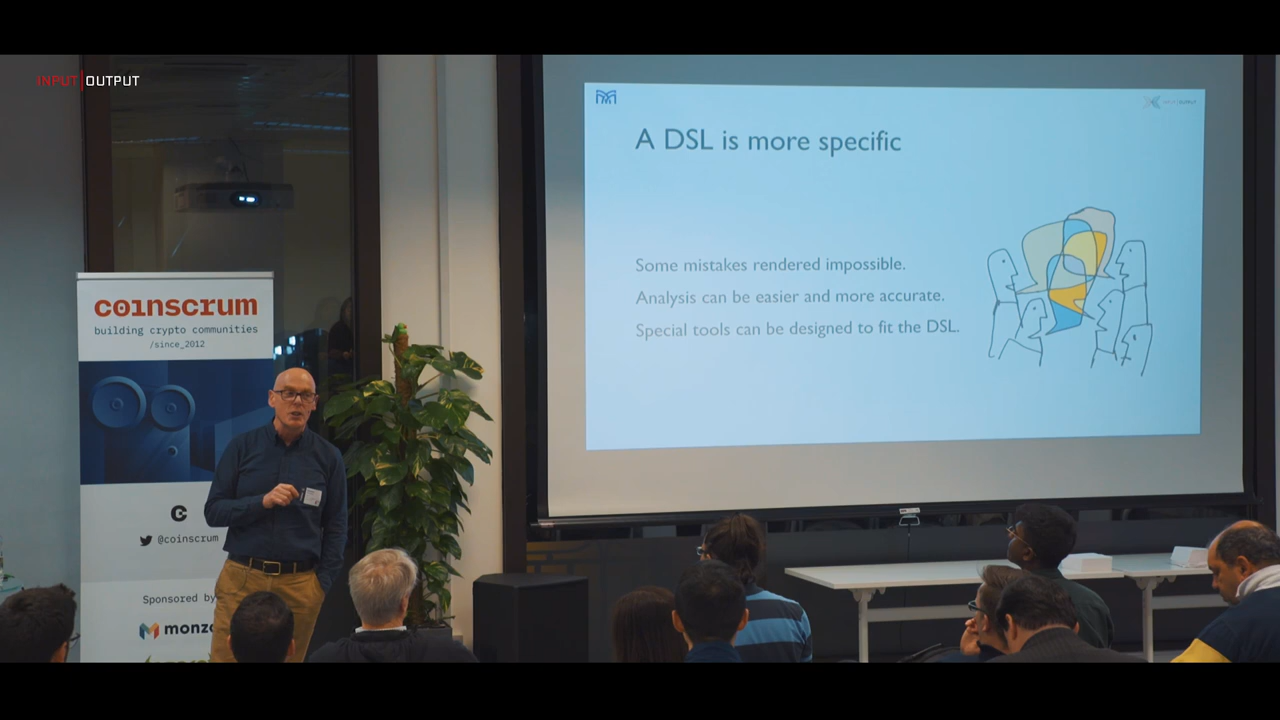 INPUT|OUTPUT
A DSL is more specific
Some mistakes rendered impossible.
Analysis can be easier and more accurate.
Special tools can be designed to fit the DSL.
coinscrum
building crypto communities
/since_2012
@coinscrum
Sponsored by
monzo